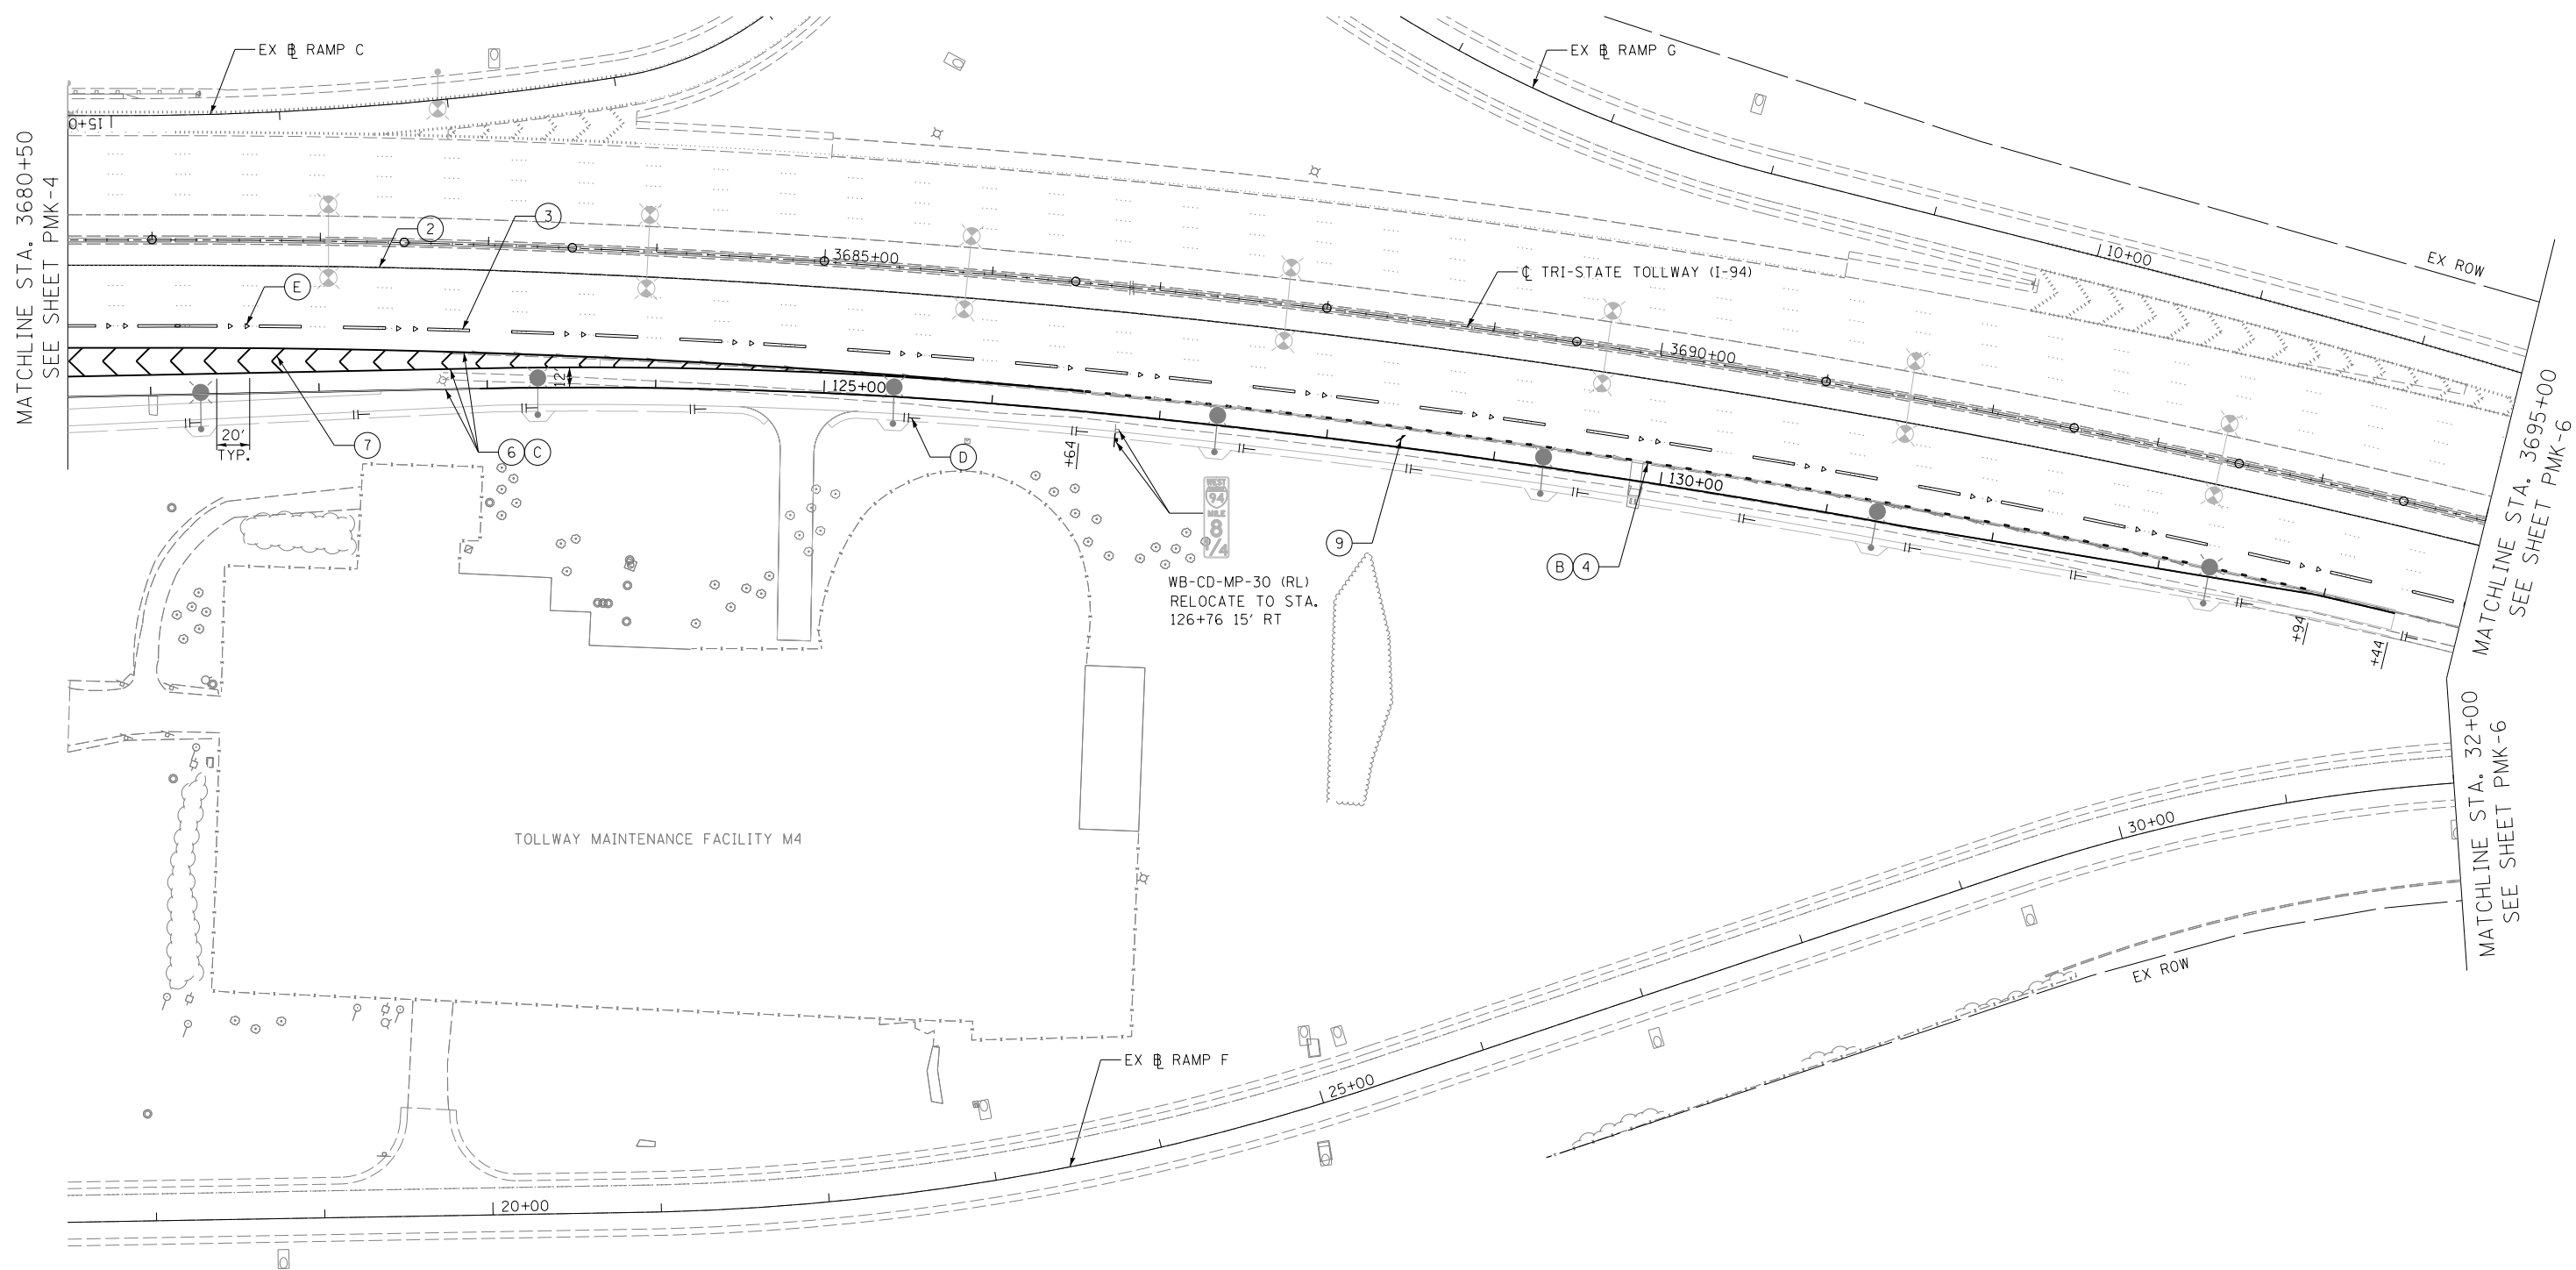 EX BL RAMP C
EX BL RAMP G
15+0
MATCHLINE STA. 3680+50
SEE SHEET PMK-4
3
2
3685+00
E
℄ TRI-STATE TOLLWAY (I-94)
10+00
EX ROW
3690+00
12'
125+00
20'
TYP.
7
6 C
D
+64
WEST
94
MILE
8
1/4
9
B 4
130+00
WB-CD-MP-30 (RL)
RELOCATE TO STA.
126+76 15' RT
+94
+44
MATCHLINE STA. 3695+00
SEE SHEET PMK-6
MATCHLINE STA. 32+00
SEE SHEET PMK-6
TOLLWAY MAINTENANCE FACILITY M4
30+00
EX ROW
EX BL RAMP F
25+00
20+00